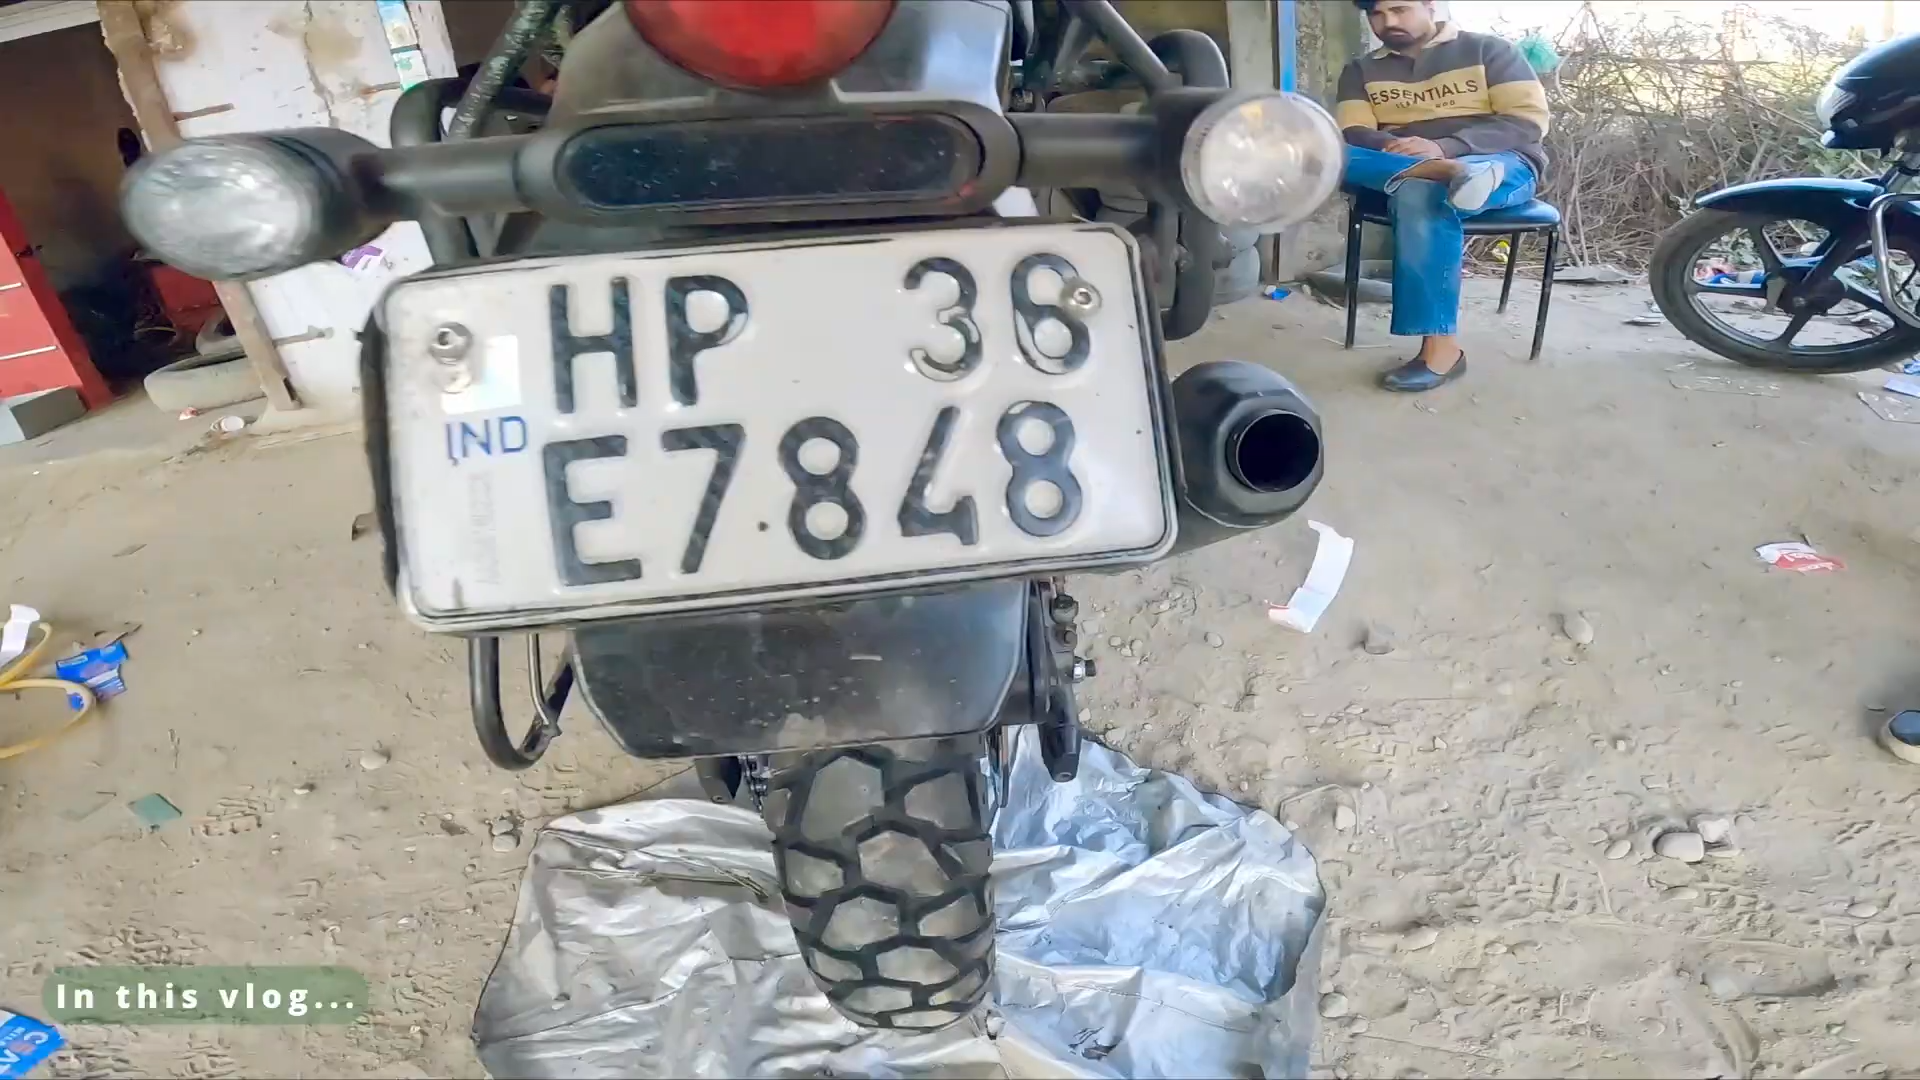 ESSENTIALS
HP 36
IND
E7848
In this vlog...